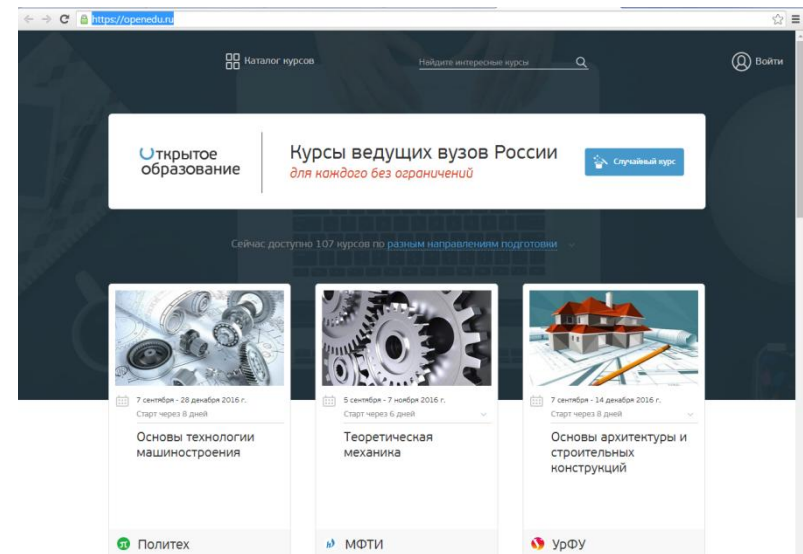 https://openedu.ru
Каталог курсов
Найдите интересные курсы
Войти
Открытое
образование
Курсы ведущих вузов России
для каждого без ограничений
Случайный курс
Сейчас доступно 107 курсов по разным направлениям подготовки
7 сентября - 28 декабря 2016 г.
Старт через 8 дней
Основы технологии
машиностроения
Политех
5 сентября - 7 ноября 2016 г.
Старт через 6 дней
Теоретическая
механика
МФТИ
7 сентября - 14 декабря 2016 г.
Старт через 8 дней
Основы архитектуры и
строительных
конструкций
УрФУ